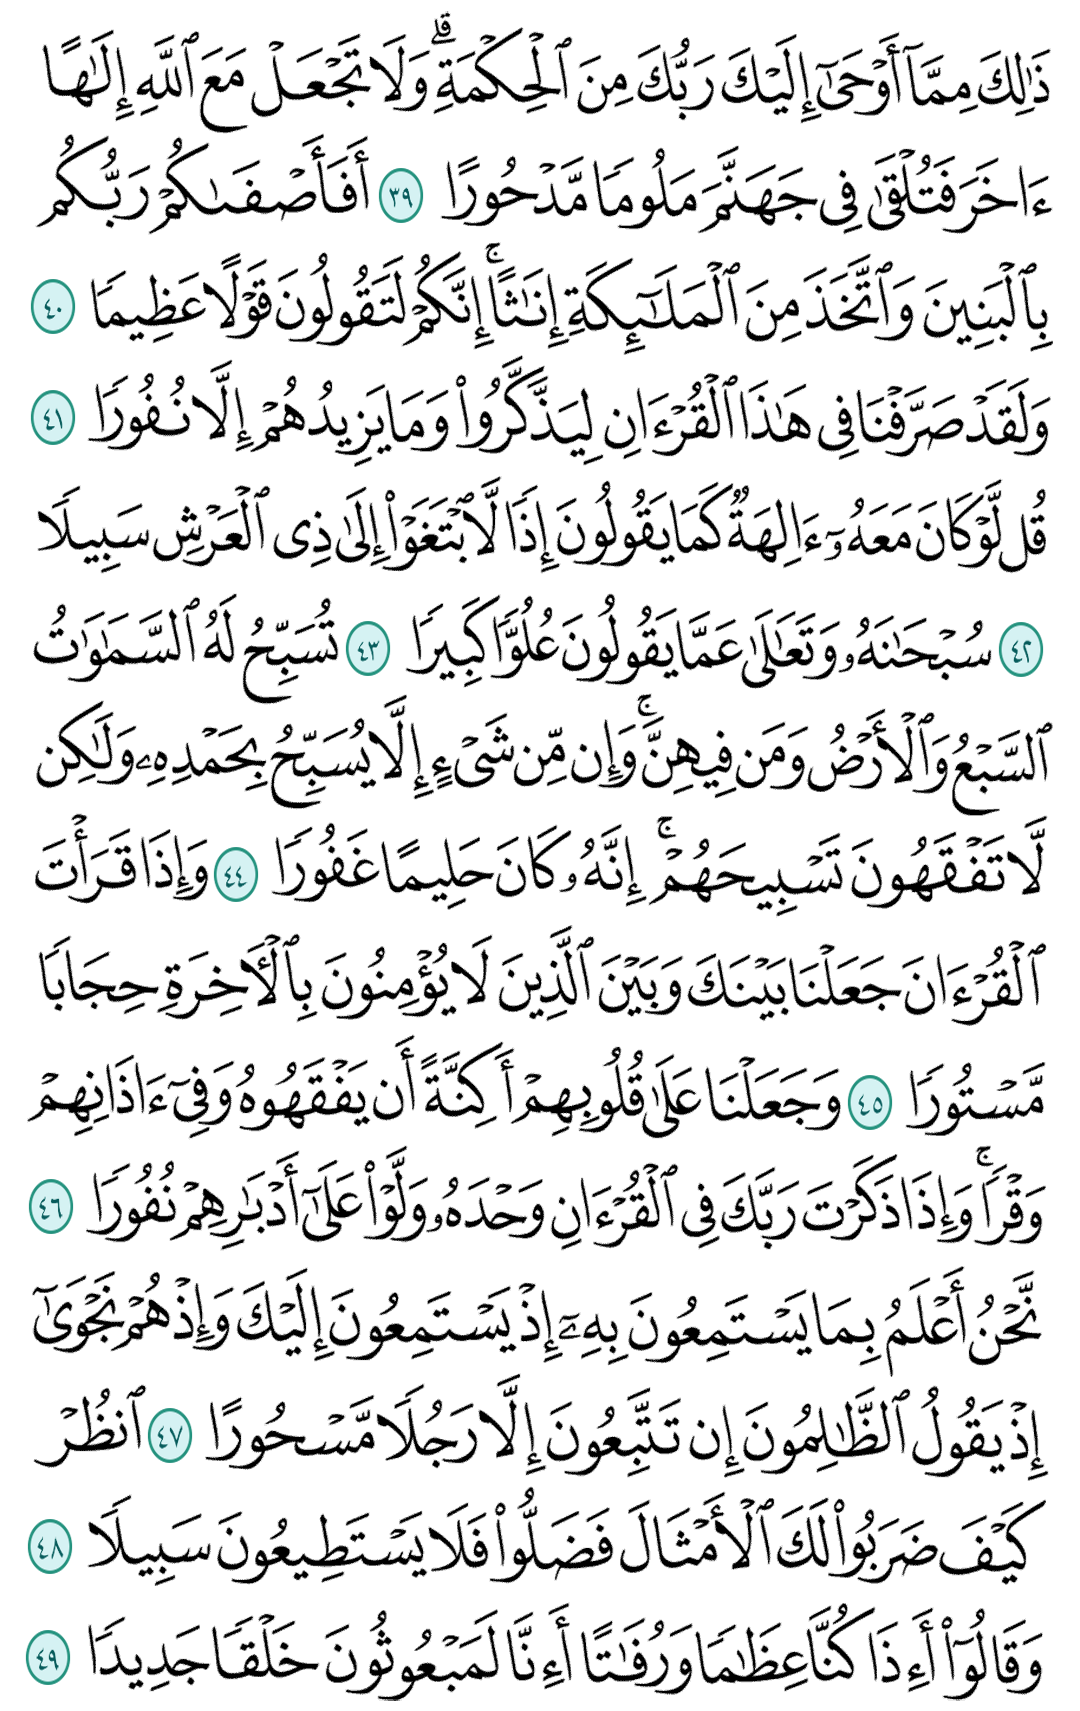 ذَٰلِكَ مِمَّآ أَوۡحَىٰٓ إِلَيۡكَ رَبُّكَ مِنَ ٱلۡحِكۡمَةِۗ وَلَا تَجۡعَلۡ مَعَ ٱللَّهِ إِلَٰهًا
ءَاخَرَ فَتُلۡقَىٰ فِي جَهَنَّمَ مَلُومٗا مَّدۡحُورًا ٣٩ أَفَأَصۡفَىٰكُمۡ رَبُّكُم
بِٱلۡبَنِينَ وَٱتَّخَذَ مِنَ ٱلۡمَلَٰٓئِكَةِ إِنَٰثًاۚ إِنَّكُمۡ لَتَقُولُونَ قَوۡلًا عَظِيمٗا ٤٠
وَلَقَدۡ صَرَّفۡنَا فِي هَٰذَا ٱلۡقُرۡءَانِ لِيَذَّكَّرُواْ وَمَا يَزِيدُهُمۡ إِلَّا نُفُورٗا ٤١
قُل لَّوۡ كَانَ مَعَهُۥٓ ءَالِهَةٞ كَمَا يَقُولُونَ إِذٗا لَّٱبۡتَغَوۡاْ إِلَىٰ ذِي ٱلۡعَرۡشِ سَبِيلٗا
٤٢ سُبۡحَٰنَهُۥ وَتَعَٰلَىٰ عَمَّا يَقُولُونَ عُلُوّٗا كَبِيرٗا ٤٣ تُسَبِّحُ لَهُ ٱلسَّمَٰوَٰتُ
ٱلسَّبۡعُ وَٱلۡأَرۡضُ وَمَن فِيهِنَّۚ وَإِن مِّن شَيۡءٍ إِلَّا يُسَبِّحُ بِحَمۡدِهِۦ وَلَٰكِن
لَّا تَفۡقَهُونَ تَسۡبِيحَهُمۡۚ إِنَّهُۥ كَانَ حَلِيمًا غَفُورٗا ٤٤ وَإِذَا قَرَأۡتَ
ٱلۡقُرۡءَانَ جَعَلۡنَا بَيۡنَكَ وَبَيۡنَ ٱلَّذِينَ لَا يُؤۡمِنُونَ بِٱلۡأٓخِرَةِ حِجَابٗا
مَّسۡتُورٗا ٤٥ وَجَعَلۡنَا عَلَىٰ قُلُوبِهِمۡ أَكِنَّةً أَن يَفۡقَهُوهُ وَفِيٓ ءَاذَانِهِمۡ
وَقۡرٗاۚ وَإِذَا ذَكَرۡتَ رَبَّكَ فِي ٱلۡقُرۡءَانِ وَحۡدَهُۥ وَلَّوۡاْ عَلَىٰٓ أَدۡبَٰرِهِمۡ نُفُورٗا ٤٦
نَّحۡنُ أَعۡلَمُ بِمَا يَسۡتَمِعُونَ بِهِۦٓ إِذۡ يَسۡتَمِعُونَ إِلَيۡكَ وَإِذۡ هُمۡ نَجۡوَىٰٓ
إِذۡ يَقُولُ ٱلظَّٰلِمُونَ إِن تَتَّبِعُونَ إِلَّا رَجُلٗا مَّسۡحُورًا ٤٧ ٱنظُرۡ
كَيۡفَ ضَرَبُواْ لَكَ ٱلۡأَمۡثَالَ فَضَلُّواْ فَلَا يَسۡتَطِيعُونَ سَبِيلٗا ٤٨
وَقَالُوٓاْ أَءِذَا كُنَّا عِظَٰمٗا وَرُفَٰتًا أَءِنَّا لَمَبۡعُوثُونَ خَلۡقٗا جَدِيدٗا ٤٩